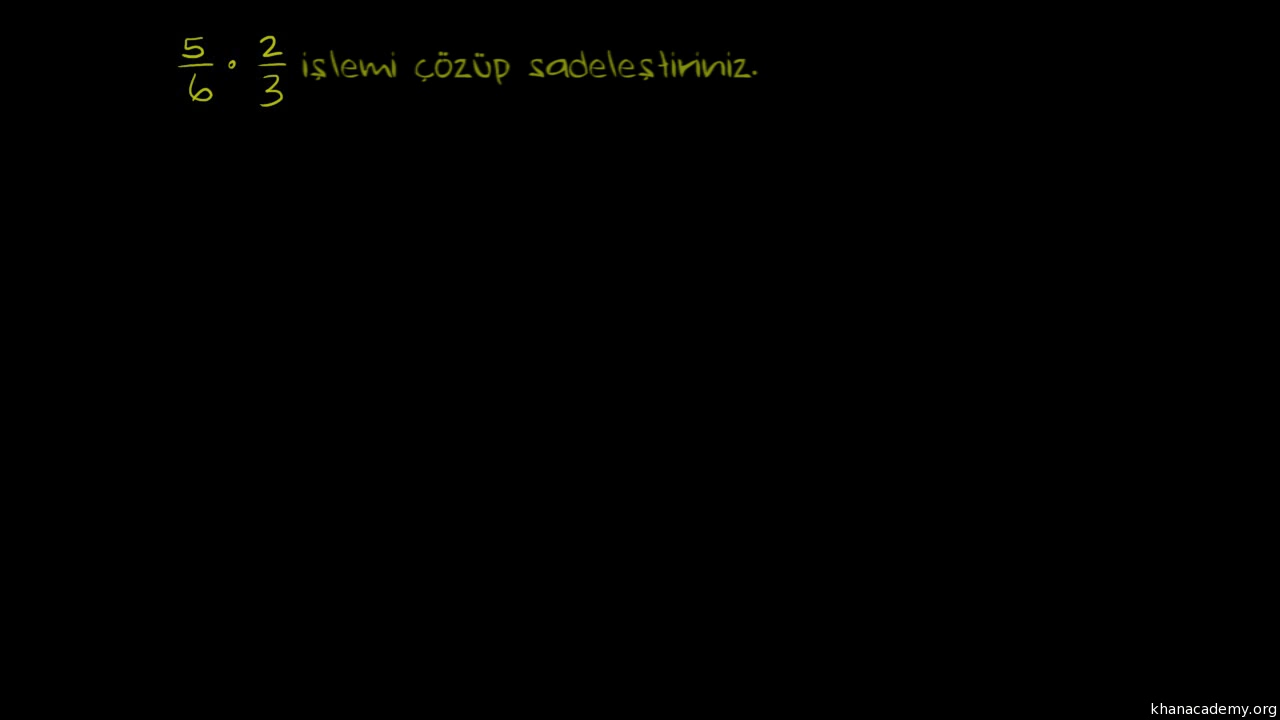 5/6 · 2/3 işlemi çözüp sadeleştiriniz.
khanacademy.org